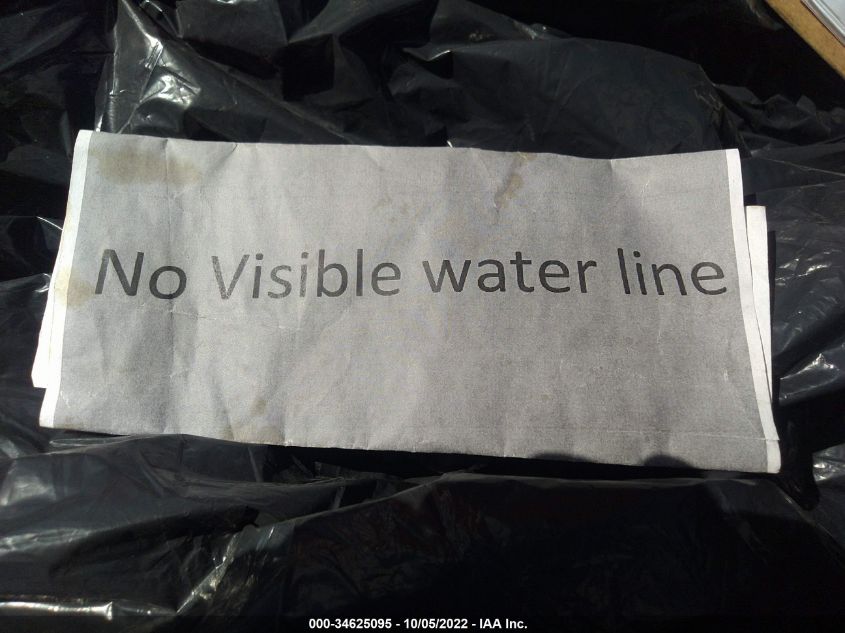 No Visible water line
000-34625095 - 10/05/2022 - IAA Inc.